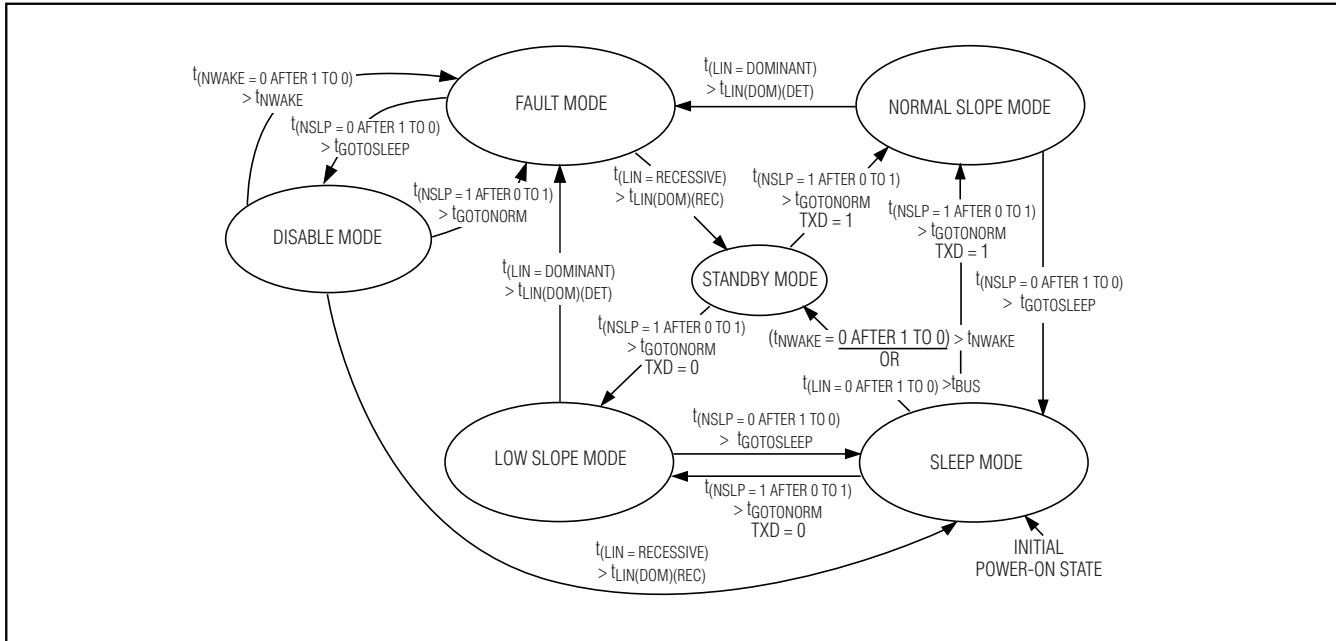 t(NWAKE = 0 AFTER 1 TO 0)
> tNWAKE
FAULT MODE
t(LIN = DOMINANT)
> tLIN(DOM)(DET)
NORMAL SLOPE MODE
t(NSLP = 0 AFTER 1 TO 0)
> tGOTOSLEEP
t(NSLP = 1 AFTER 0 TO 1)
> tGOTONORM
DISABLE MODE
t(LIN = RECESSIVE)
> tLIN(DOM)(REC)
t(NSLP = 1 AFTER 0 TO 1)
> tGOTONORM
TXD = 1
t(NSLP = 1 AFTER 0 TO 1)
> tGOTONORM
TXD = 1
t(LIN = DOMINANT)
> tLIN(DOM)(DET)
STANDBY MODE
t(NSLP = 0 AFTER 1 TO 0)
> tGOTOSLEEP
t(NSLP = 1 AFTER 0 TO 1)
> tGOTONORM
TXD = 0
(tNWAKE = 0 AFTER 1 TO 0) > tNWAKE
OR
t(LIN = 0 AFTER 1 TO 0) >tBUS
LOW SLOPE MODE
t(NSLP = 0 AFTER 1 TO 0)
> tGOTOSLEEP
SLEEP MODE
t(NSLP = 1 AFTER 0 TO 1)
> tGOTONORM
TXD = 0
t(LIN = RECESSIVE)
> tLIN(DOM)(REC)
INITIAL
POWER-ON STATE